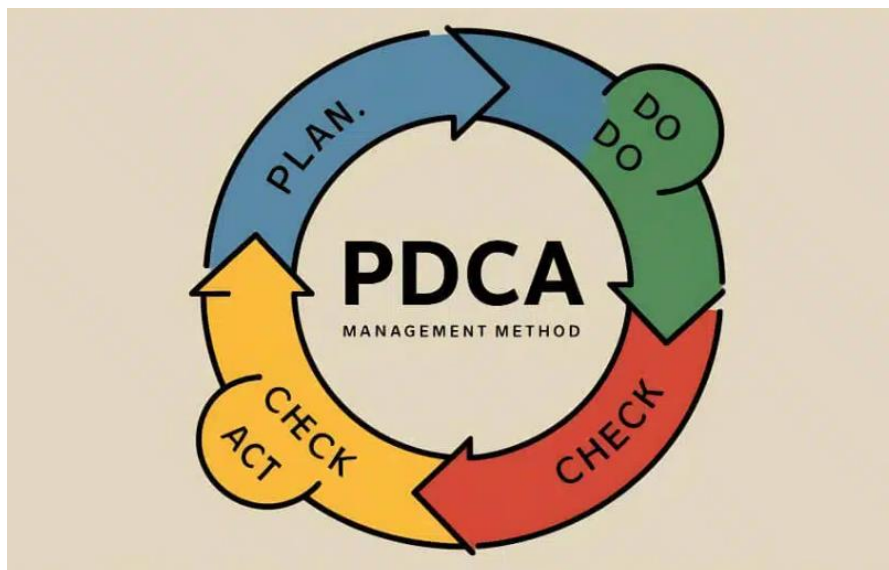 PLAN.
DO
DO
PDCA
MANAGEMENT METHOD
CHECK
CHECK
ACT